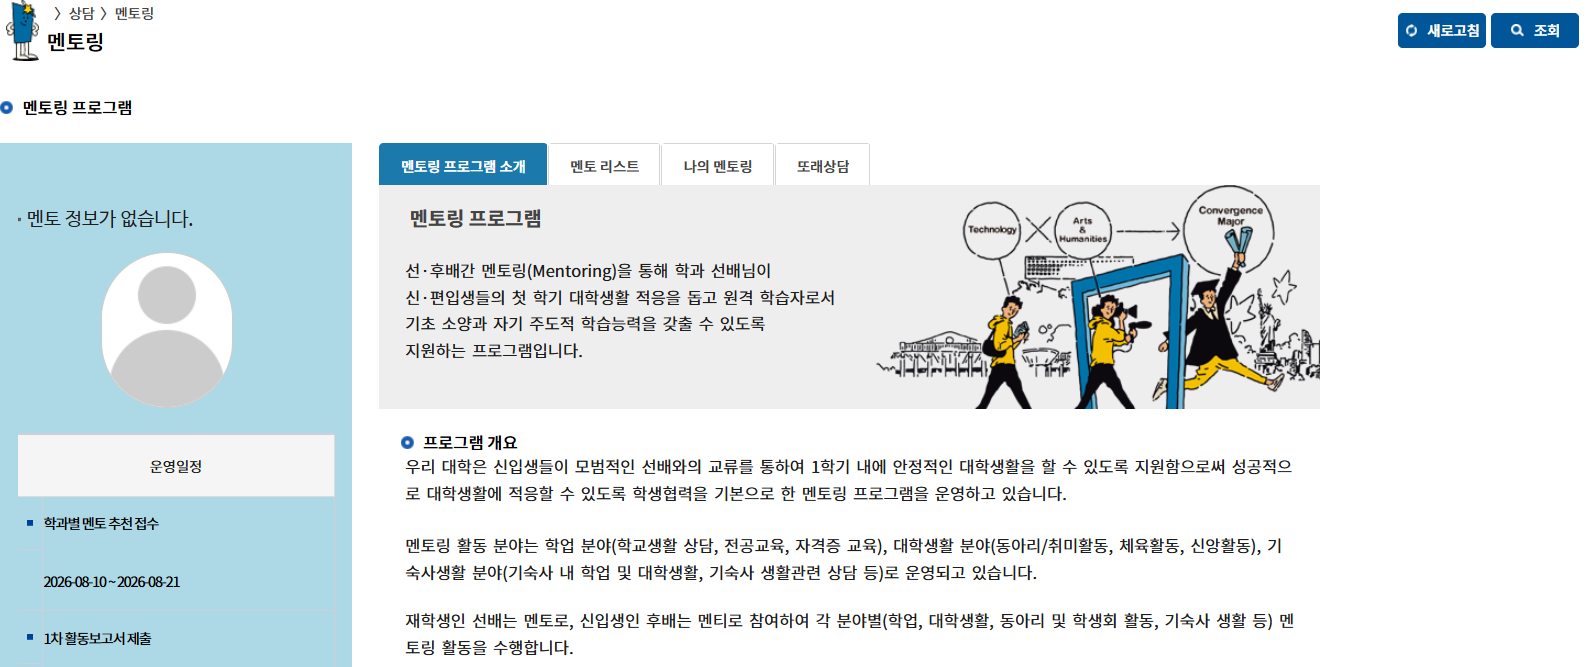 〉 상담 〉 멘토링
멘토링
새로고침
조회
멘토링 프로그램
멘토 정보가 없습니다.
운영일정
학과별 멘토 추천 접수
2026-08-10 ~ 2026-08-21
1차 활동보고서 제출
멘토링 프로그램 소개
멘토 리스트
나의 멘토링
또래상담
멘토링 프로그램
선·후배간 멘토링(Mentoring)을 통해 학과 선배님이
신·편입생들의 첫 학기 대학생활 적응을 돕고 원격 학습자로서
기초 소양과 자기 주도적 학습능력을 갖출 수 있도록
지원하는 프로그램입니다.
Technology
Arts
&
Humanities
Convergence
Major
프로그램 개요
우리 대학은 신입생들이 모범적인 선배와의 교류를 통하여 1학기 내에 안정적인 대학생활을 할 수 있도록 지원함으로써 성공적으
로 대학생활에 적응할 수 있도록 학생협력을 기본으로 한 멘토링 프로그램을 운영하고 있습니다.
멘토링 활동 분야는 학업 분야(학교생활 상담, 전공교육, 자격증 교육), 대학생활 분야(동아리/취미활동, 체육활동, 신앙활동), 기
숙사생활 분야(기숙사 내 학업 및 대학생활, 기숙사 생활관련 상담 등)로 운영되고 있습니다.
재학생인 선배는 멘토로, 신입생인 후배는 멘티로 참여하여 각 분야별(학업, 대학생활, 동아리 및 학생회 활동, 기숙사 생활 등) 멘
토링 활동을 수행합니다.